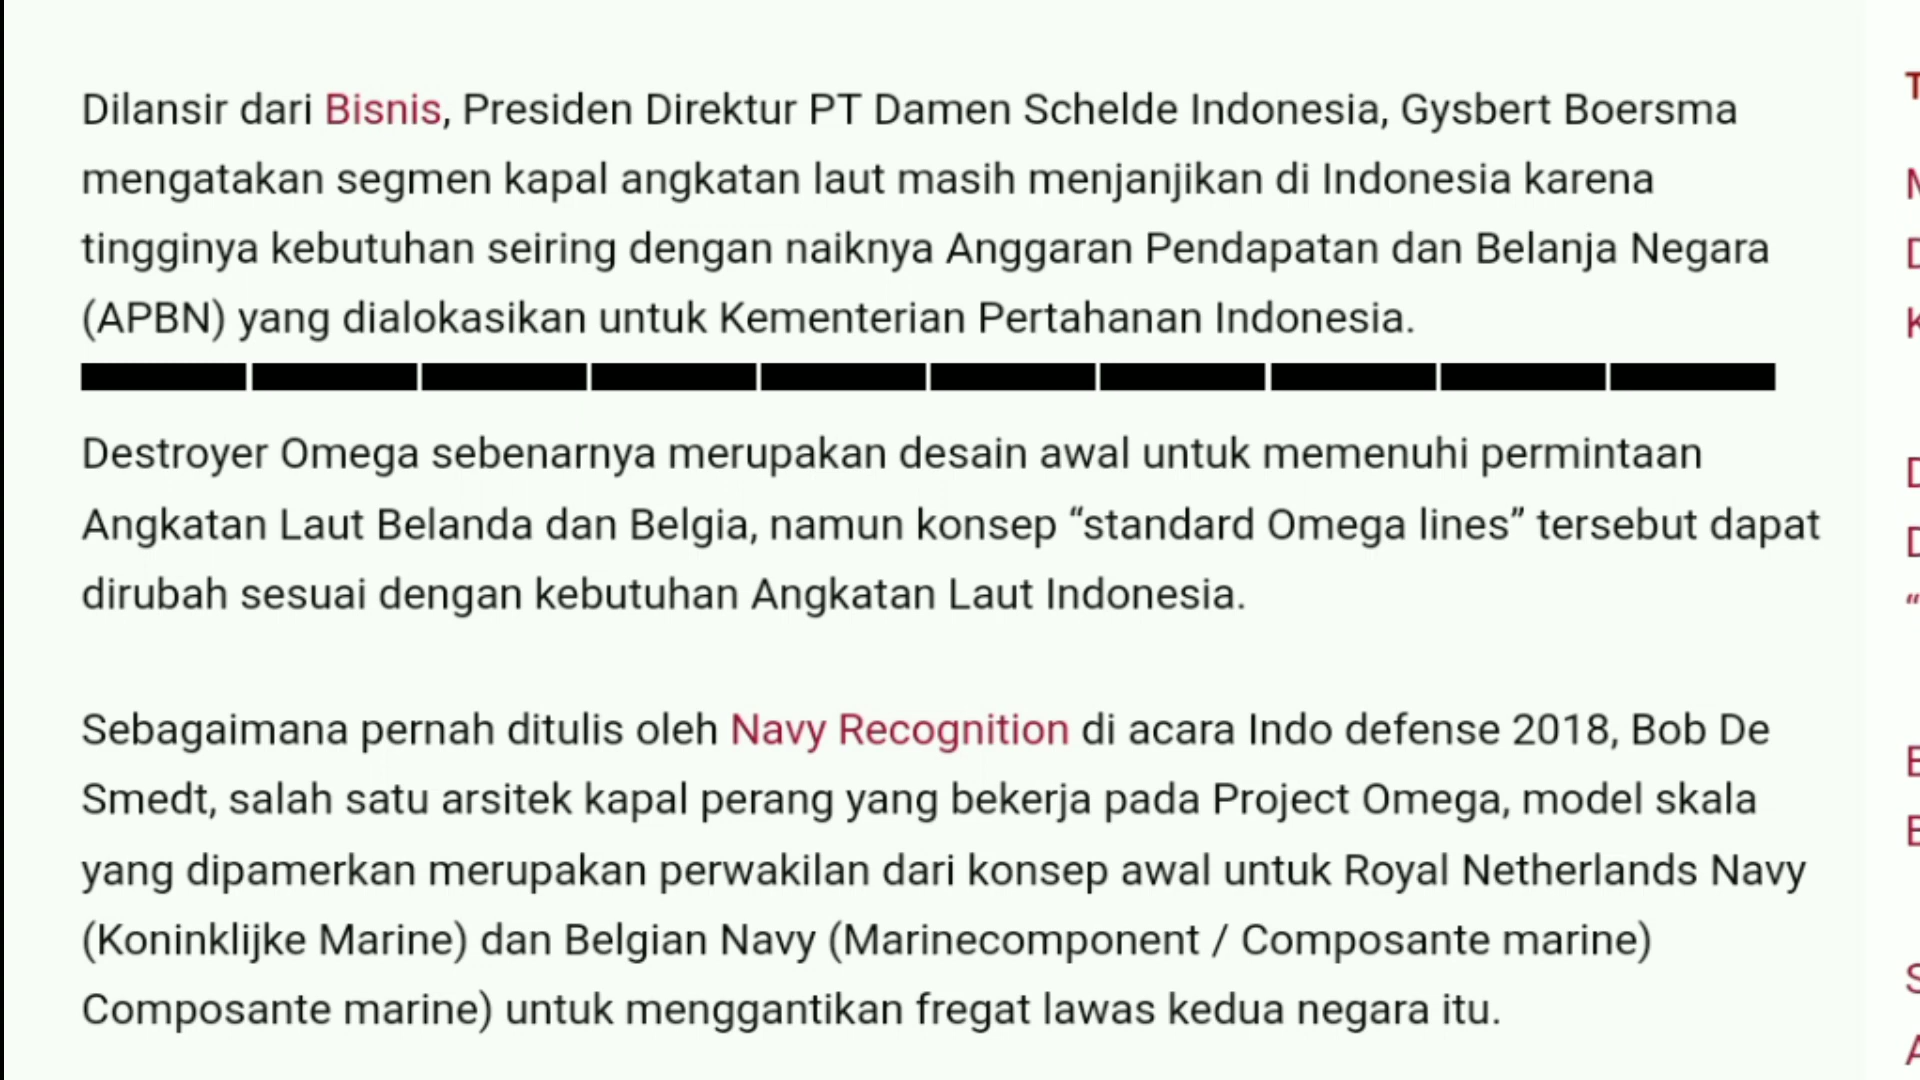 Dilansir dari Bisnis, Presiden Direktur PT Damen Schelde Indonesia, Gysbert Boersma
mengatakan segmen kapal angkatan laut masih menjanjikan di Indonesia karena
tingginya kebutuhan seiring dengan naiknya Anggaran Pendapatan dan Belanja Negara
(APBN) yang dialokasikan untuk Kementerian Pertahanan Indonesia.
Destroyer Omega sebenarnya merupakan desain awal untuk memenuhi permintaan
Angkatan Laut Belanda dan Belgia, namun konsep “standard Omega lines” tersebut dapat
dirubah sesuai dengan kebutuhan Angkatan Laut Indonesia.
Sebagaimana pernah ditulis oleh Navy Recognition di acara Indo defense 2018, Bob De
Smedt, salah satu arsitek kapal perang yang bekerja pada Project Omega, model skala
yang dipamerkan merupakan perwakilan dari konsep awal untuk Royal Netherlands Navy
(Koninklijke Marine) dan Belgian Navy (Marinecomponent / Composante marine)
Composante marine) untuk menggantikan fregat lawas kedua negara itu.